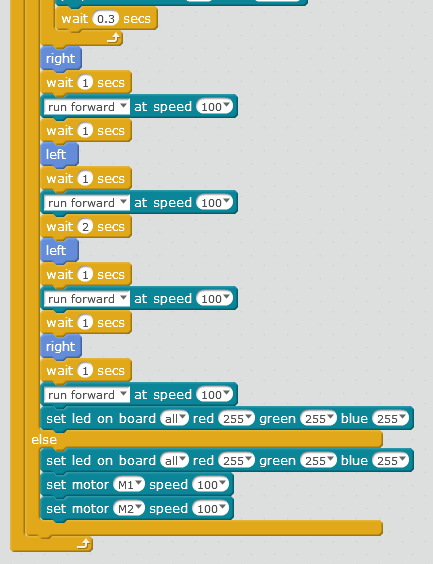 wait 0.3 secs
right
wait 1 secs
run forward at speed 100
wait 1 secs
left
wait 1 secs
run forward at speed 100
wait 2 secs
left
wait 1 secs
run forward at speed 100
wait 1 secs
right
wait 1 secs
run forward at speed 100
set led on board all red 255 green 255 blue 255
else
set led on board all red 255 green 255 blue 255
set motor M1 speed 100
set motor M2 speed 100